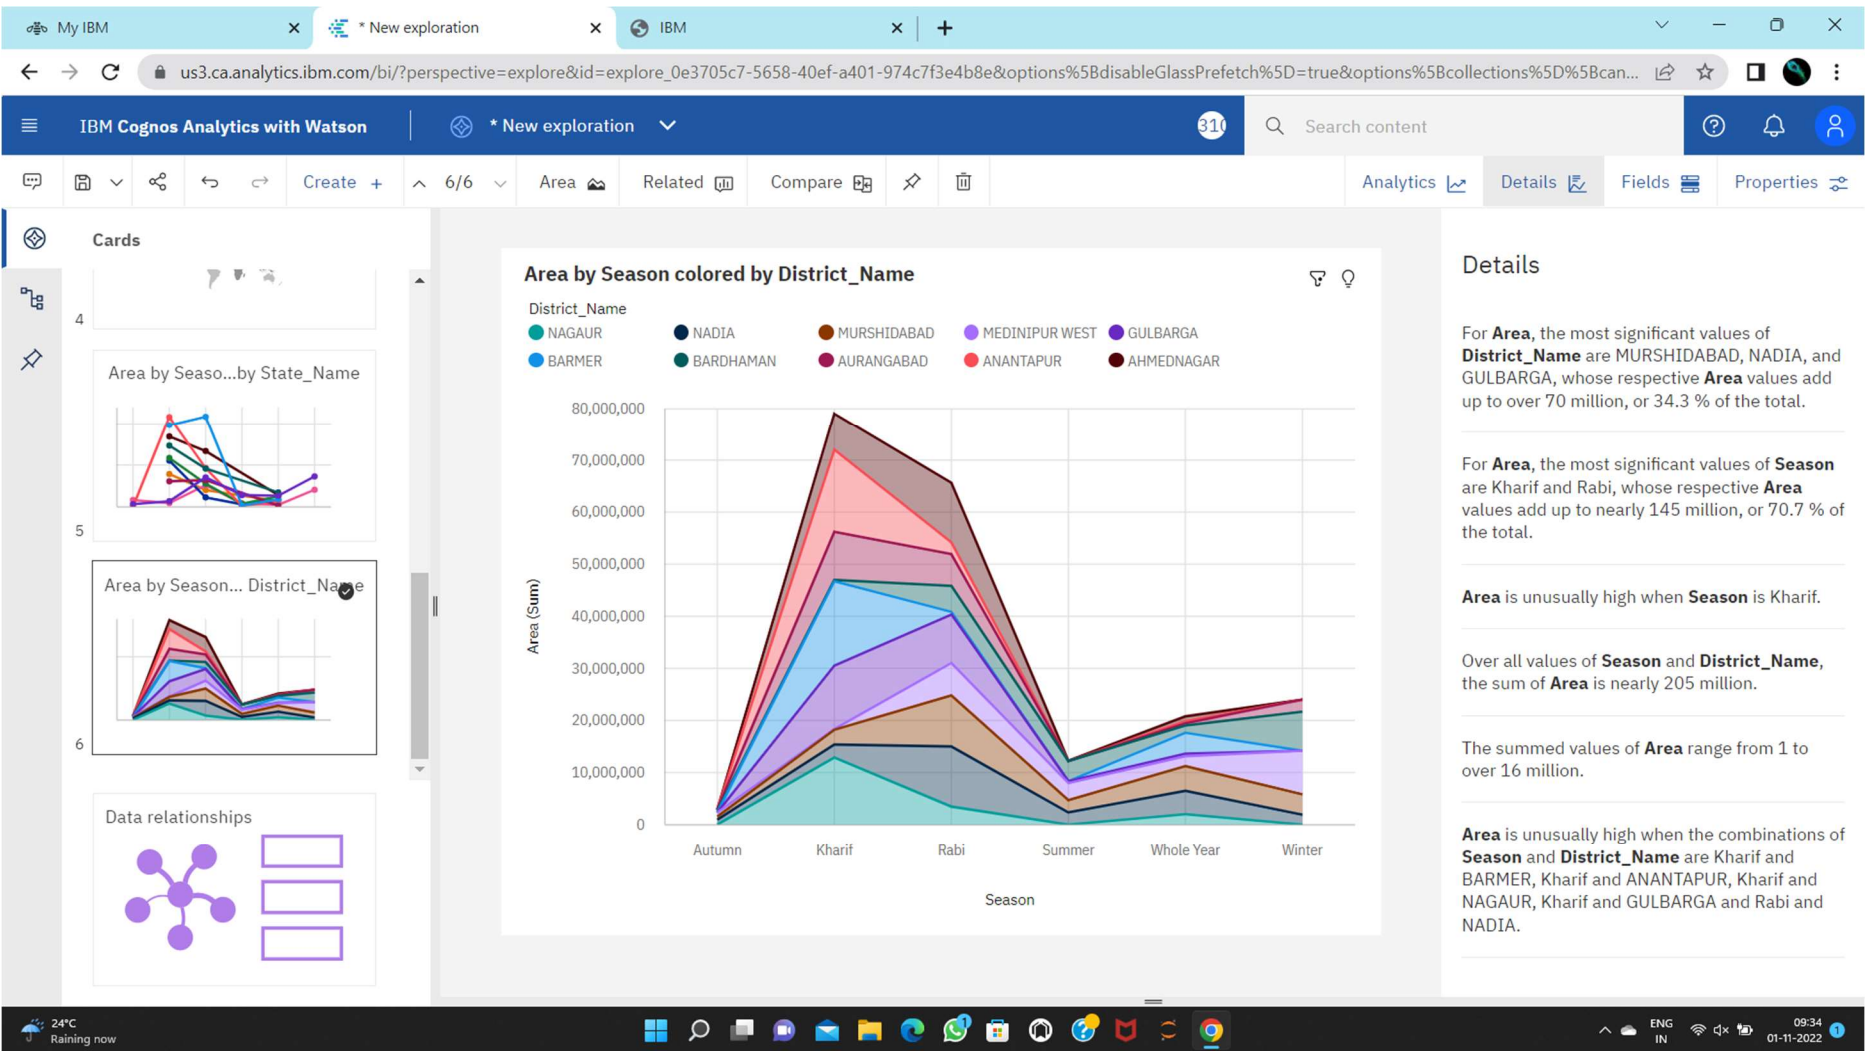 My IBM
* New exploration
IBM
us3.ca.analytics.ibm.com/bi/?perspective=explore&id=explore_0e3705c7-5658-40ef-a401-974c7f3e4b8e&options%5BdisableGlassPrefetch%5D=true&options%5Bcollections%5D%5Bcan...
IBM Cognos Analytics with Watson
* New exploration
310
Search content
Create +
6/6
Area
Related
Compare
Analytics
Details
Fields
Properties
Cards
4
Area by Seaso...by State_Name
5
Area by Season... District_Name
6
Data relationships
Area by Season colored by District_Name
District_Name
NAGAUR NADIA MURSHIDABAD MEDINIPUR WEST GULBARGA
BARMER BARDHAMAN AURANGABAD ANANTAPUR AHMEDNAGAR
80,000,000
70,000,000
60,000,000
50,000,000
40,000,000
30,000,000
20,000,000
10,000,000
0
Area (Sum)
Autumn Kharif Rabi Summer Whole Year Winter
Season
Details
For Area, the most significant values of
District_Name are MURSHIDABAD, NADIA, and
GULBARGA, whose respective Area values add
up to over 70 million, or 34.3 % of the total.
For Area, the most significant values of Season
are Kharif and Rabi, whose respective Area
values add up to nearly 145 million, or 70.7 % of
the total.
Area is unusually high when Season is Kharif.
Over all values of Season and District_Name,
the sum of Area is nearly 205 million.
The summed values of Area range from 1 to
over 16 million.
Area is unusually high when the combinations of
Season and District_Name are Kharif and
BARMER, Kharif and ANANTAPUR, Kharif and
NAGAUR, Kharif and GULBARGA and Rabi and
NADIA.
24°C
Raining now
1
ENG
IN
09:34
01-11-2022
1